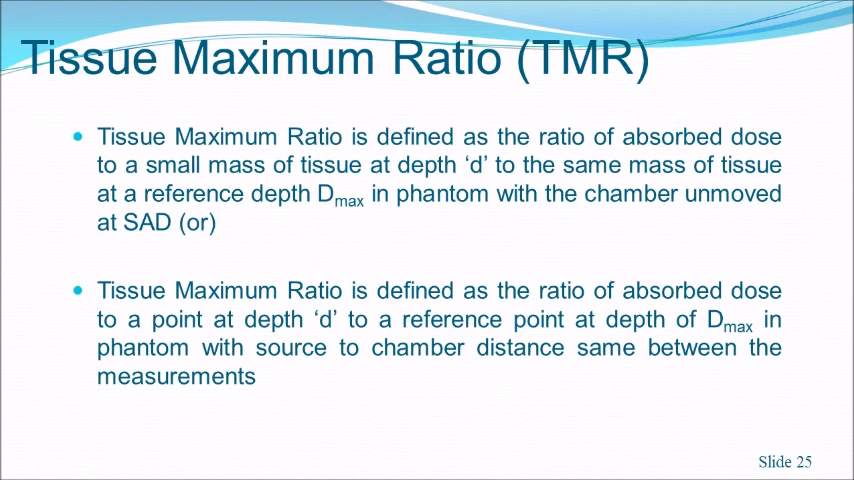 Tissue Maximum Ratio (TMR)
• Tissue Maximum Ratio is defined as the ratio of absorbed dose
to a small mass of tissue at depth ‘d’ to the same mass of tissue
at a reference depth Dmax in phantom with the chamber unmoved
at SAD (or)
• Tissue Maximum Ratio is defined as the ratio of absorbed dose
to a point at depth ‘d’ to a reference point at depth of Dmax in
phantom with source to chamber distance same between the
measurements
Slide 25